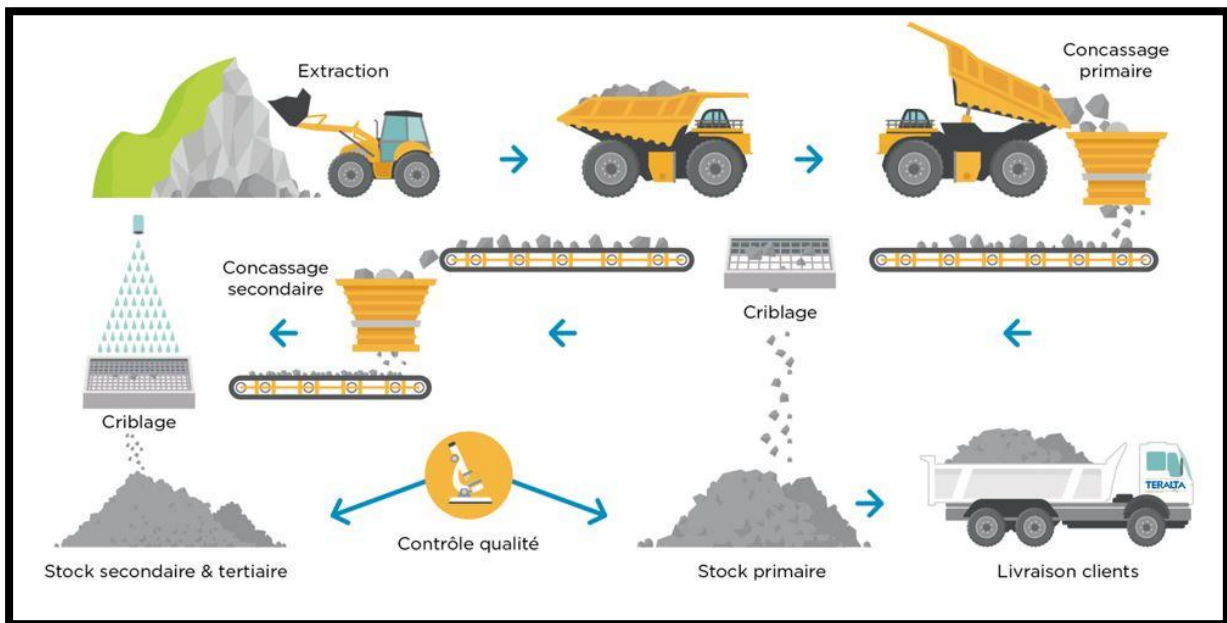 Extraction
Concassage
primaire
Concassage
secondaire
Criblage
Criblage
Contrôle qualité
TERALTA
Stock secondaire & tertiaire
Stock primaire
Livraison clients